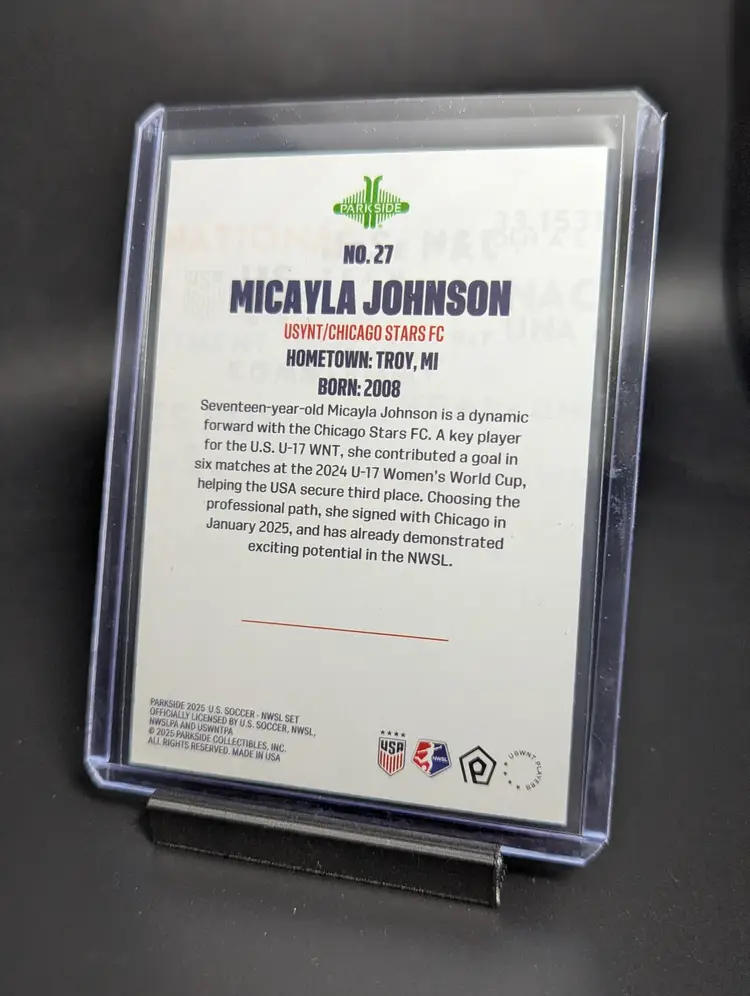 PARKSIDE
NO. 27
MICAYLA JOHNSON
USYNT/CHICAGO STARS FC
HOMETOWN: TROY, MI
BORN: 2008
Seventeen-year-old Micayla Johnson is a dynamic
forward with the Chicago Stars FC. A key player
for the U.S. U-17 WNT, she contributed a goal in
six matches at the 2024 U-17 Women's World Cup,
helping the USA secure third place. Choosing the
professional path, she signed with Chicago in
January 2025, and has already demonstrated
exciting potential in the NWSL.
PARKSIDE 2025 U.S. SOCCER - NWSL SET
OFFICIALLY LICENSED BY U.S. SOCCER, NWSL,
NWSLPA AND USWNTPA
© 2025 PARKSIDE COLLECTIBLES, INC.
ALL RIGHTS RESERVED. MADE IN USA
USA
NWSL
USWNT PLAYERS